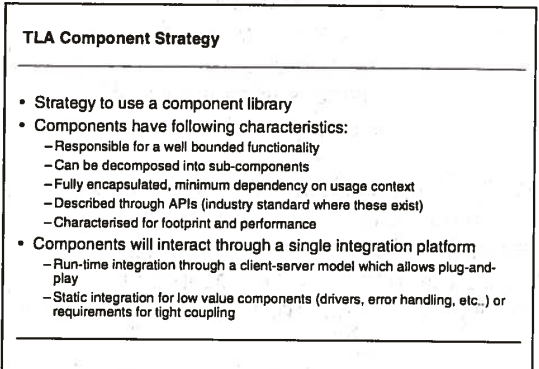 TLA Component Strategy
• Strategy to use a component library
• Components have following characteristics:
– Responsible for a well bounded functionality
– Can be decomposed into sub-components
– Fully encapsulated, minimum dependency on usage context
– Described through APIs (industry standard where these exist)
– Characterised for footprint and performance
• Components will interact through a single integration platform
– Run-time integration through a client-server model which allows plug-and-
play
– Static integration for low value components (drivers, error handling, etc..) or
requirements for tight coupling